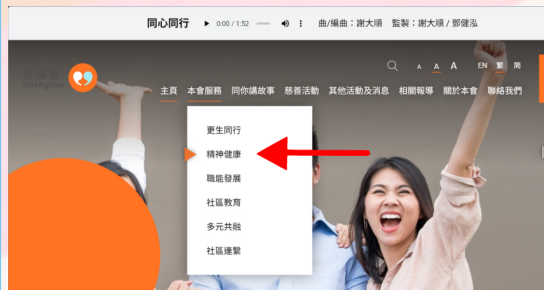 同心同行 0:00 / 1:52 曲/編曲：謝大順 監製：謝大順 / 鄧健泓
A A A EN 繁 簡
SideBySide
主頁 本會服務 同你講故事 慈善活動 其他活動及消息 相關報導 關於本會 聯絡我們
更生同行
精神健康
職能發展
社區教育
多元共融
社區連繫